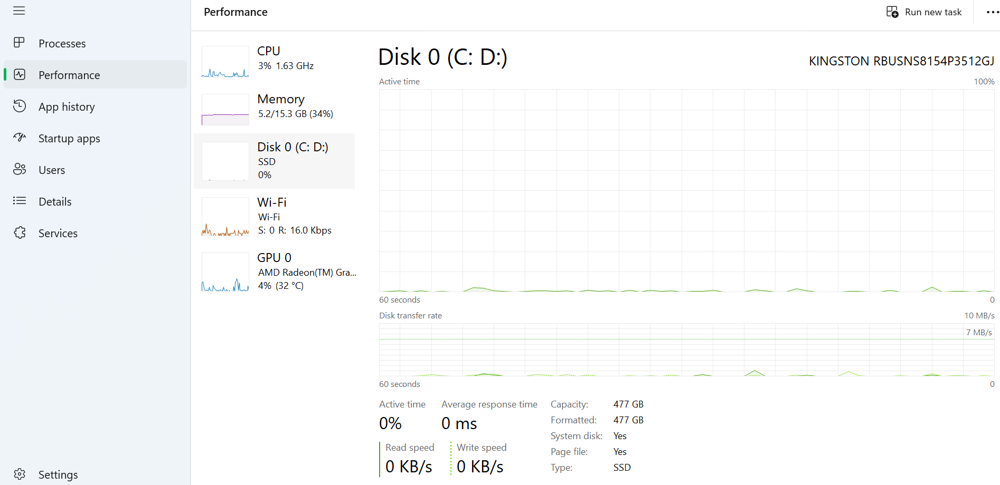 Performance
Run new task
Processes
Performance
App history
Startup apps
Users
Details
Services
Settings
CPU
3% 1.63 GHz
Memory
5.2/15.3 GB (34%)
Disk 0 (C: D:)
SSD
0%
Wi-Fi
Wi-Fi
S: 0 R: 16.0 Kbps
GPU 0
AMD Radeon(TM) Gra...
4% (32 °C)
Disk 0 (C: D:)
KINGSTON RBUSNS8154P3512GJ
Active time
100%
60 seconds
0
Disk transfer rate
10 MB/s
7 MB/s
60 seconds
0
Active time
0%
Average response time
0 ms
Read speed
0 KB/s
Write speed
0 KB/s
Capacity: 477 GB
Formatted: 477 GB
System disk: Yes
Page file: Yes
Type: SSD